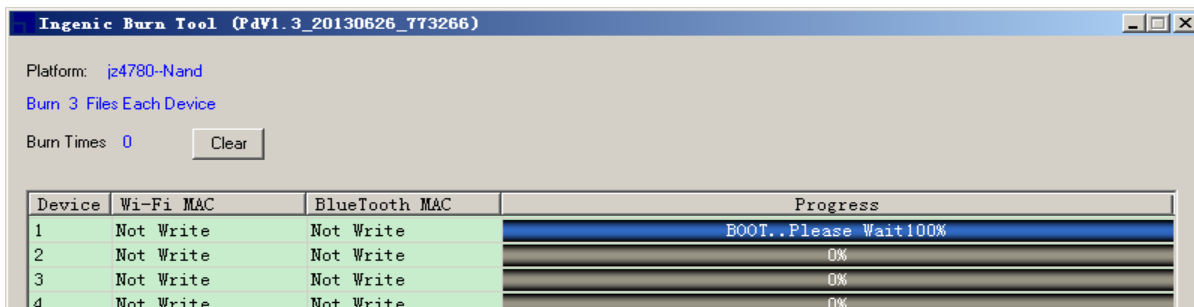 Ingenic Burn Tool (PdV1.3_20130626_773266)
Platform: jz4780--Nand
Burn 3 Files Each Device
Burn Times 0 Clear
Device Wi-Fi MAC BlueTooth MAC Progress
1 Not Write Not Write BOOT..Please Wait100%
2 Not Write Not Write 0%
3 Not Write Not Write 0%
4 Not Write Not Write 0%